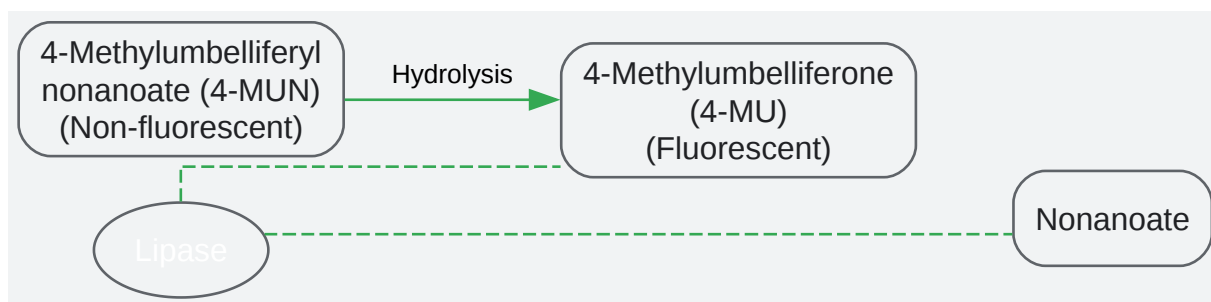 4-Methylumbelliferyl
nonanoate (4-MUN)
(Non-fluorescent)
Hydrolysis
4-Methylumbelliferone
(4-MU)
(Fluorescent)
Lipase
Nonanoate